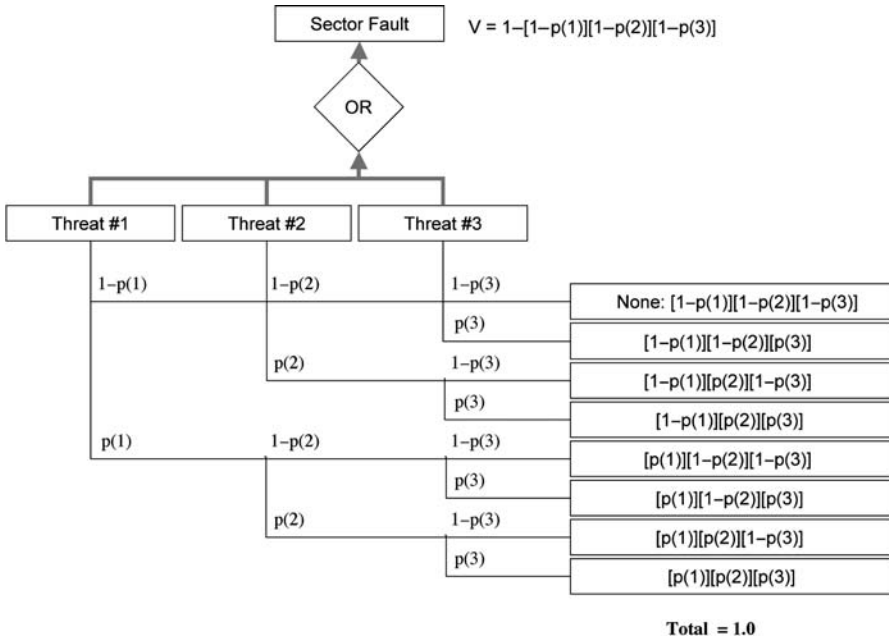 Sector Fault
V = 1–[1–p(1)][1–p(2)][1–p(3)]
OR
Threat #1
Threat #2
Threat #3
1–p(1)
1–p(2)
1–p(3)
None: [1–p(1)][1–p(2)][1–p(3)]
p(3)
[1–p(1)][1–p(2)][p(3)]
p(2)
1–p(3)
[1–p(1)][p(2)][1–p(3)]
p(3)
[1–p(1)][p(2)][p(3)]
p(1)
1–p(2)
1–p(3)
[p(1)][1–p(2)][1–p(3)]
p(3)
[p(1)][1–p(2)][p(3)]
p(2)
1–p(3)
[p(1)][p(2)][1–p(3)]
p(3)
[p(1)][p(2)][p(3)]
Total = 1.0